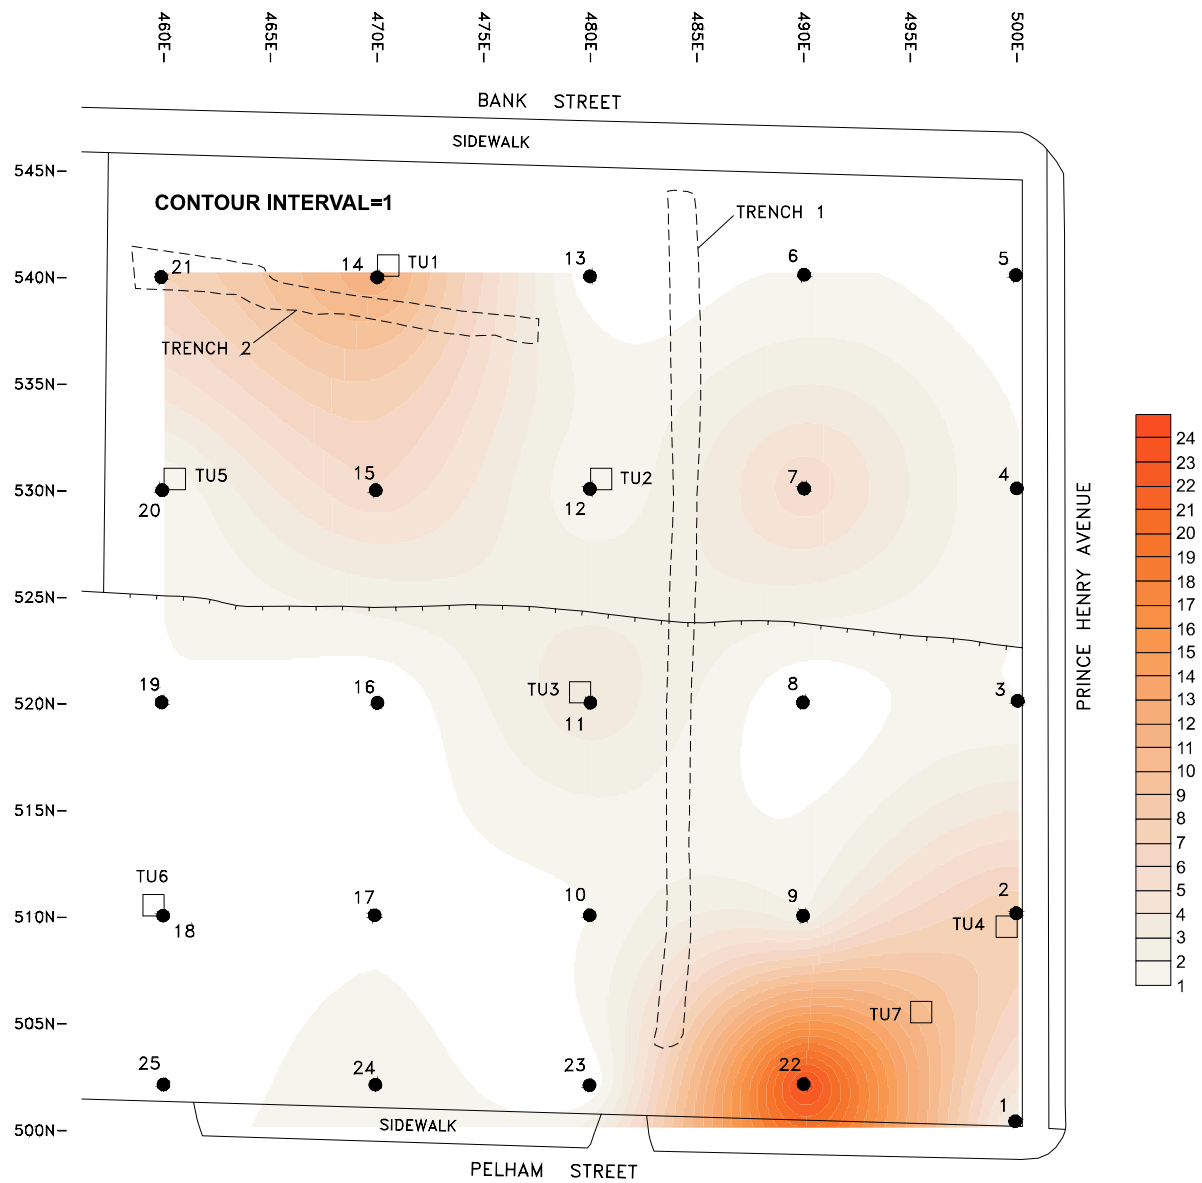 460E-
465E-
470E-
475E-
480E-
485E-
490E-
495E-
500E-
BANK STREET
SIDEWALK
545N-
CONTOUR INTERVAL=1
TRENCH 1
21
14
TU1
13
6
5
540N-
TRENCH 2
535N-
TU5
15
TU2
7
4
530N-
20
12
525N-
PRINCE HENRY AVENUE
19
16
TU3
8
3
520N-
11
515N-
TU6
17
10
9
2
510N-
18
TU4
505N-
TU7
25
24
23
22
1
500N-
SIDEWALK
PELHAM STREET
24
23
22
21
20
19
18
17
16
15
14
13
12
11
10
9
8
7
6
5
4
3
2
1